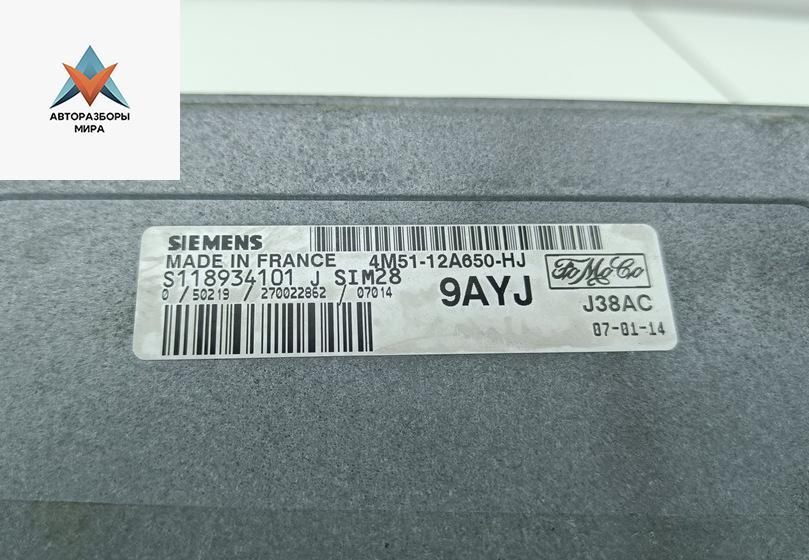 АВТОРАЗБОРЫ
МИРА
SIEMENS
MADE IN FRANCE 4M51-12A650-HJ
S118934101 J SIM28
0 /50219 /270022862 /07014
9AYJ
FoMoCo
J38AC
07-01-14